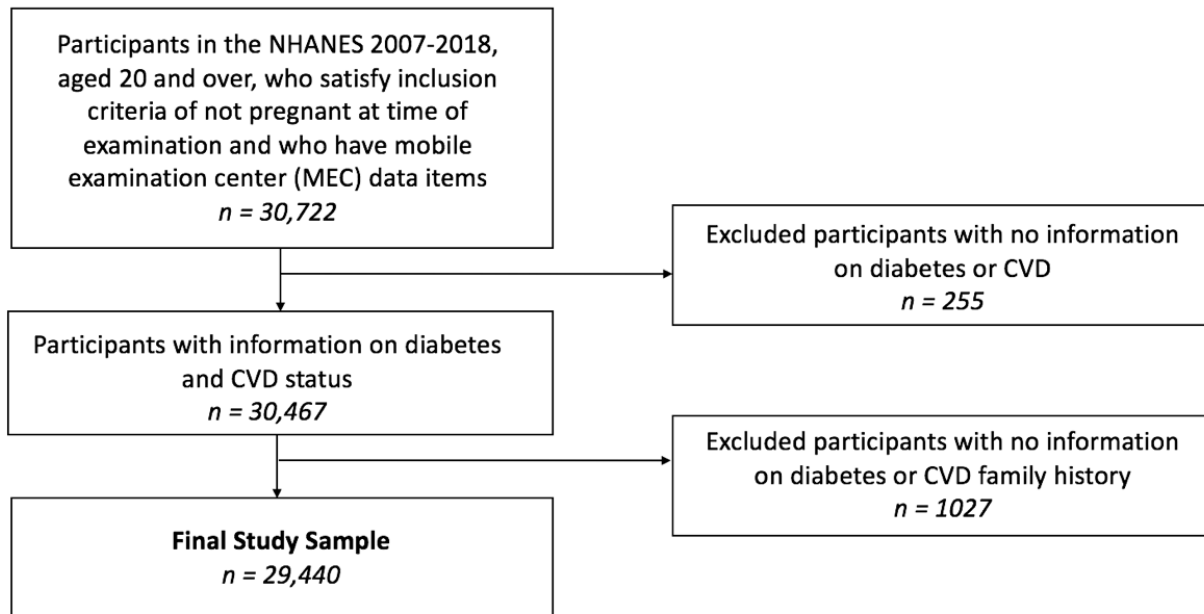 Participants in the NHANES 2007-2018,
aged 20 and over, who satisfy inclusion
criteria of not pregnant at time of
examination and who have mobile
examination center (MEC) data items
n = 30,722
Excluded participants with no information
on diabetes or CVD
n = 255
Participants with information on diabetes
and CVD status
n = 30,467
Excluded participants with no information
on diabetes or CVD family history
n = 1027
Final Study Sample
n = 29,440